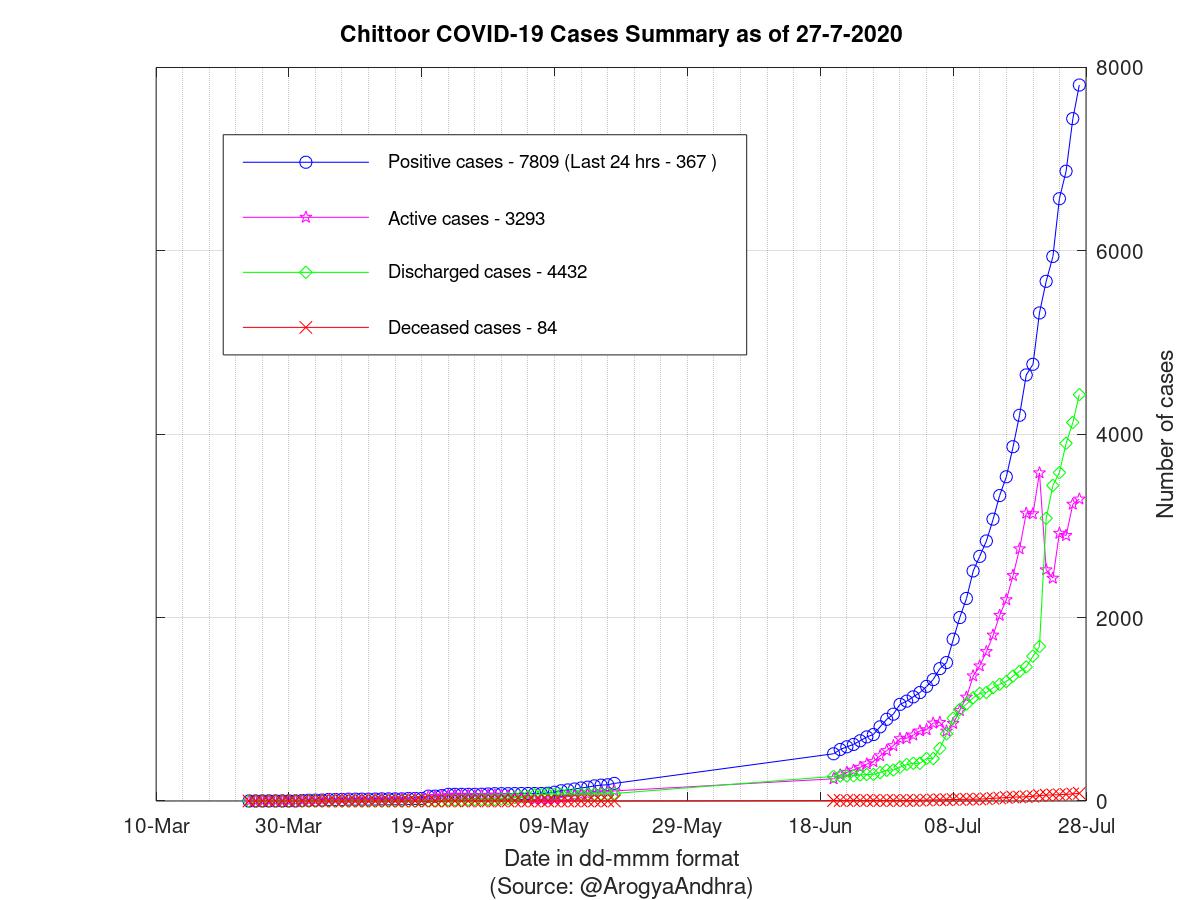 Chittoor COVID-19 Cases Summary as of 27-7-2020
Positive cases - 7809 (Last 24 hrs - 367 )
Active cases - 3293
Discharged cases - 4432
Deceased cases - 84
8000
6000
4000
2000
0
Number of cases
10-Mar 30-Mar 19-Apr 09-May 29-May 18-Jun 08-Jul 28-Jul
Date in dd-mmm format
(Source: @ArogyaAndhra)